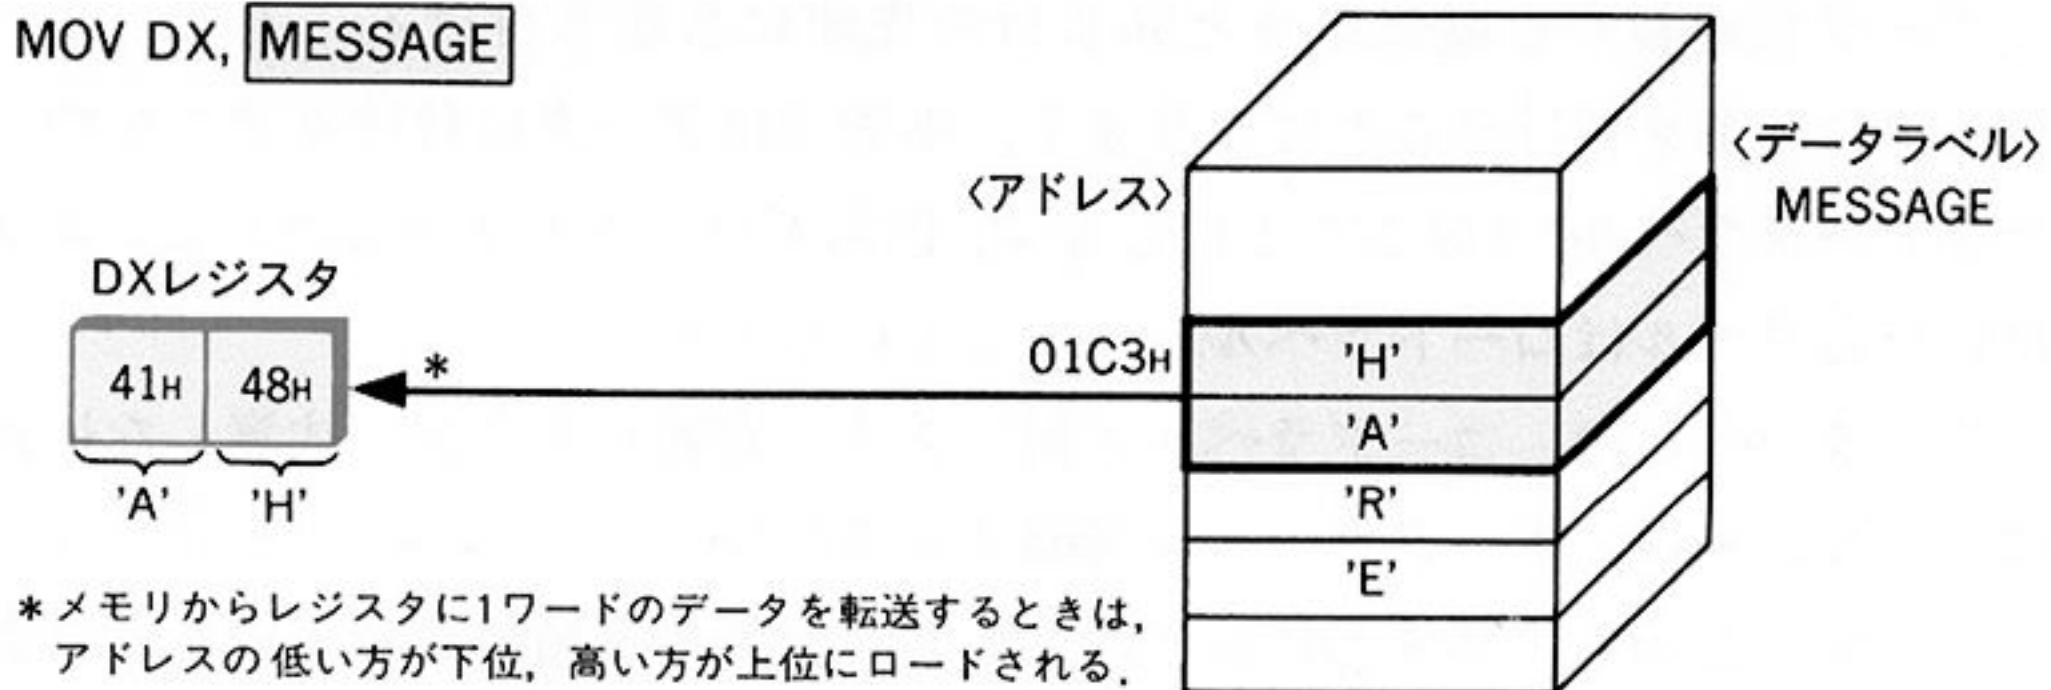 MOV DX, MESSAGE
〈データラベル〉
MESSAGE
〈アドレス〉
DXレジスタ
41H 48H
*
01C3H
'H'
'A'
'R'
'E'
'A' 'H'
*メモリからレジスタに1ワードのデータを転送するときは,
アドレスの低い方が下位, 高い方が上位にロードされる.